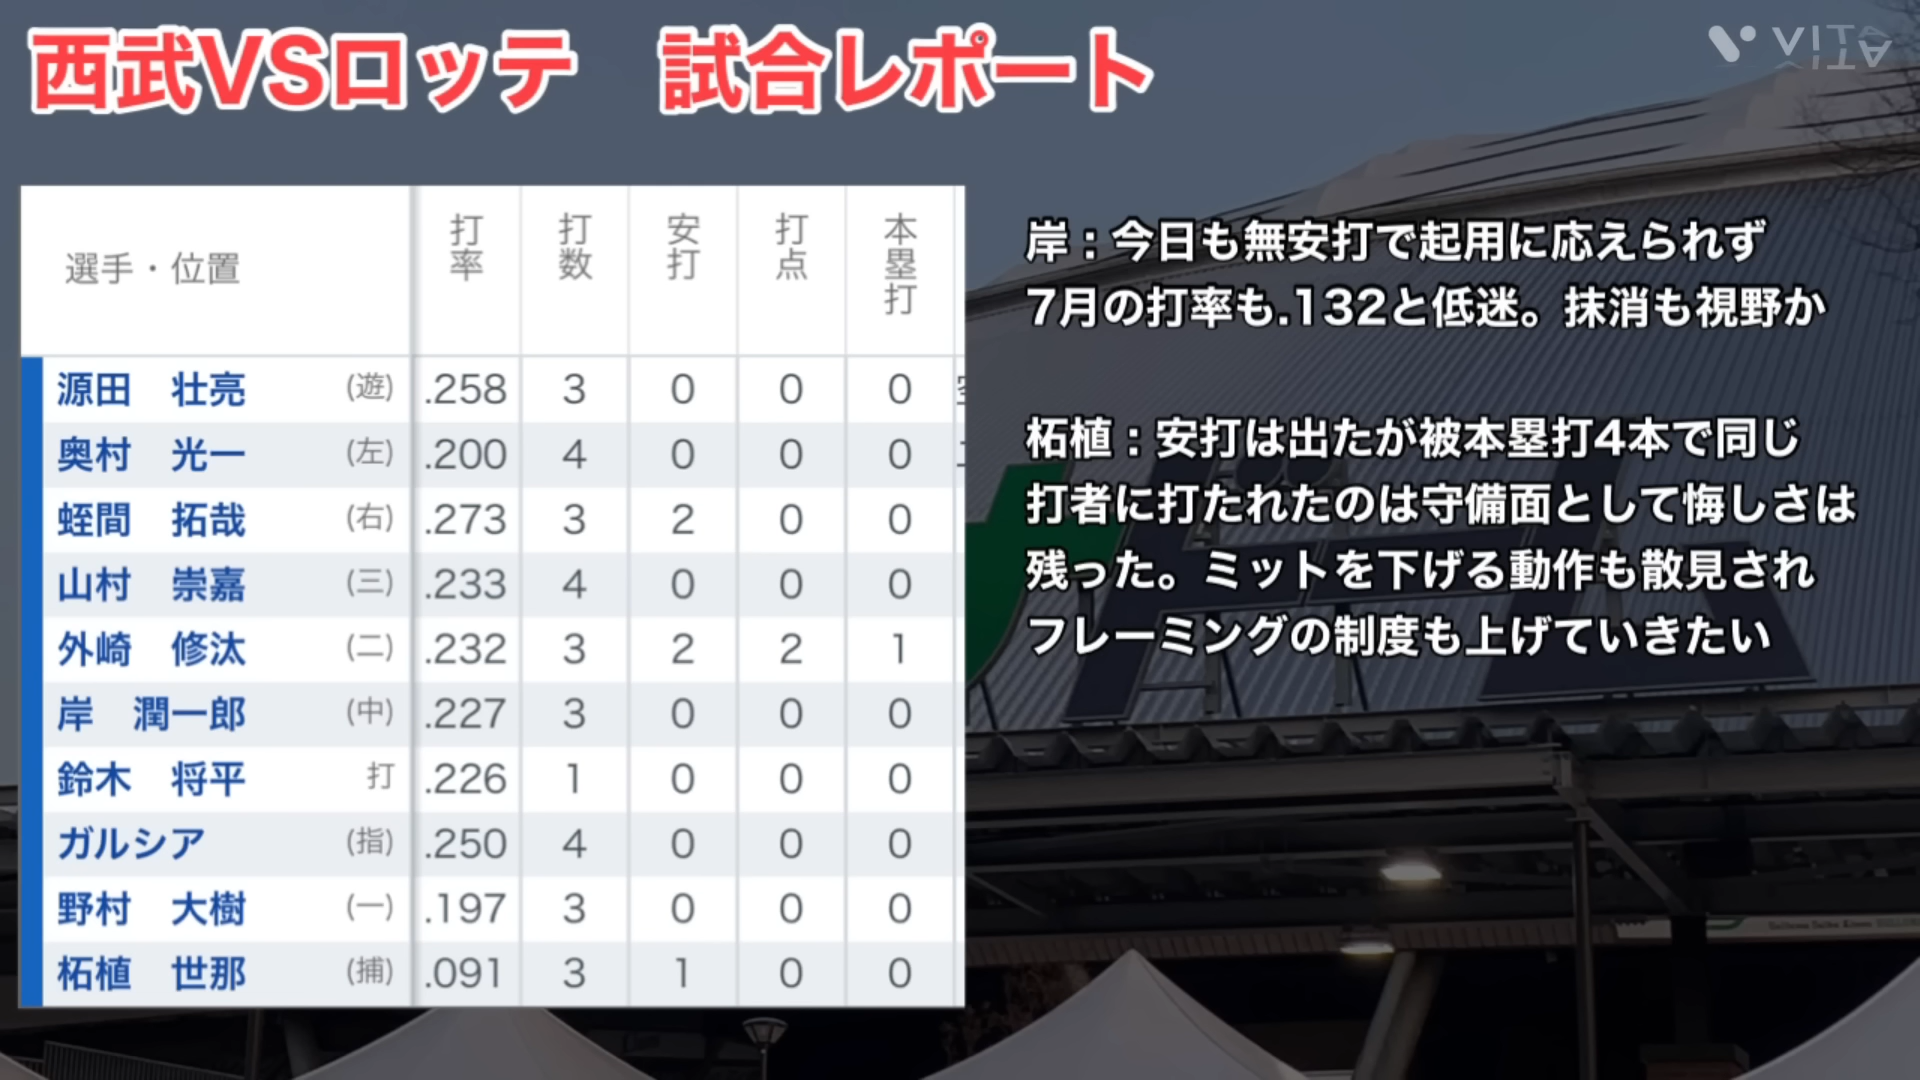 西武VSロッテ　試合レポート
VITA
選手・位置 打率 打数 安打 打点 本塁打
源田　壮亮 (遊) .258 3 0 0 0
奥村　光一 (左) .200 4 0 0 0
蛭間　拓哉 (右) .273 3 2 0 0
山村　崇嘉 (三) .233 4 0 0 0
外崎　修汰 (二) .232 3 2 2 1
岸　潤一郎 (中) .227 3 0 0 0
鈴木　将平 打 .226 1 0 0 0
ガルシア (指) .250 4 0 0 0
野村　大樹 (一) .197 3 0 0 0
柘植　世那 (捕) .091 3 1 0 0
岸：今日も無安打で起用に応えられず
7月の打率も.132と低迷。抹消も視野か
柘植：安打は出たが被本塁打4本で同じ
打者に打たれたのは守備面として悔しさは
残った。ミットを下げる動作も散見され
フレーミングの制度も上げていきたい